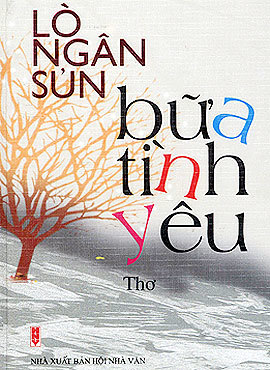 LÒ
NGÂN
SỦN
bữa
tình
yêu
Thơ
NHÀ XUẤT BẢN HỘI NHÀ VĂN